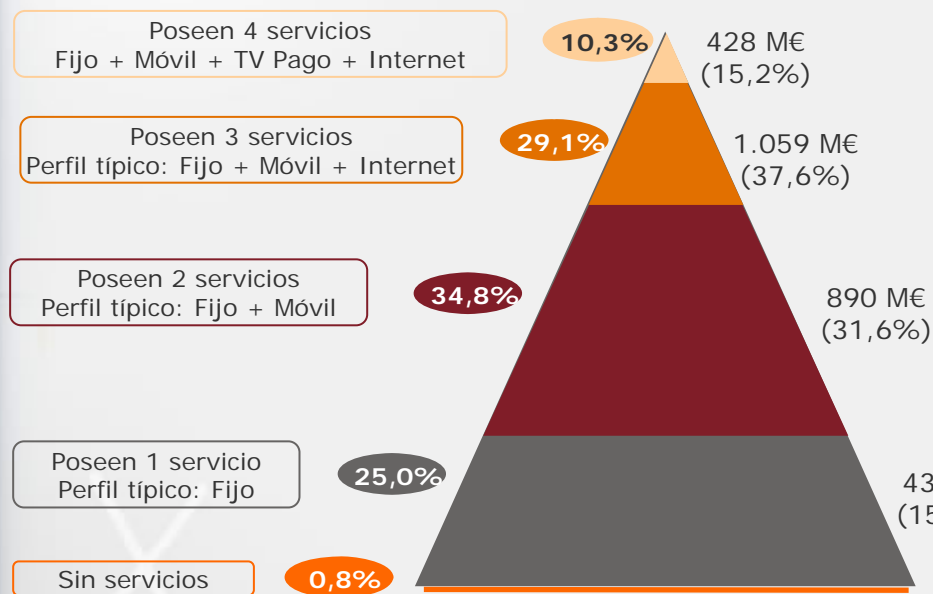 Poseen 4 servicios
Fijo + Móvil + TV Pago + Internet
10,3%
428 M€
(15,2%)
Poseen 3 servicios
Perfil típico: Fijo + Móvil + Internet
29,1%
1.059 M€
(37,6%)
Poseen 2 servicios
Perfil típico: Fijo + Móvil
34,8%
890 M€
(31,6%)
Poseen 1 servicio
Perfil típico: Fijo
25,0%
43
(15
Sin servicios
0,8%